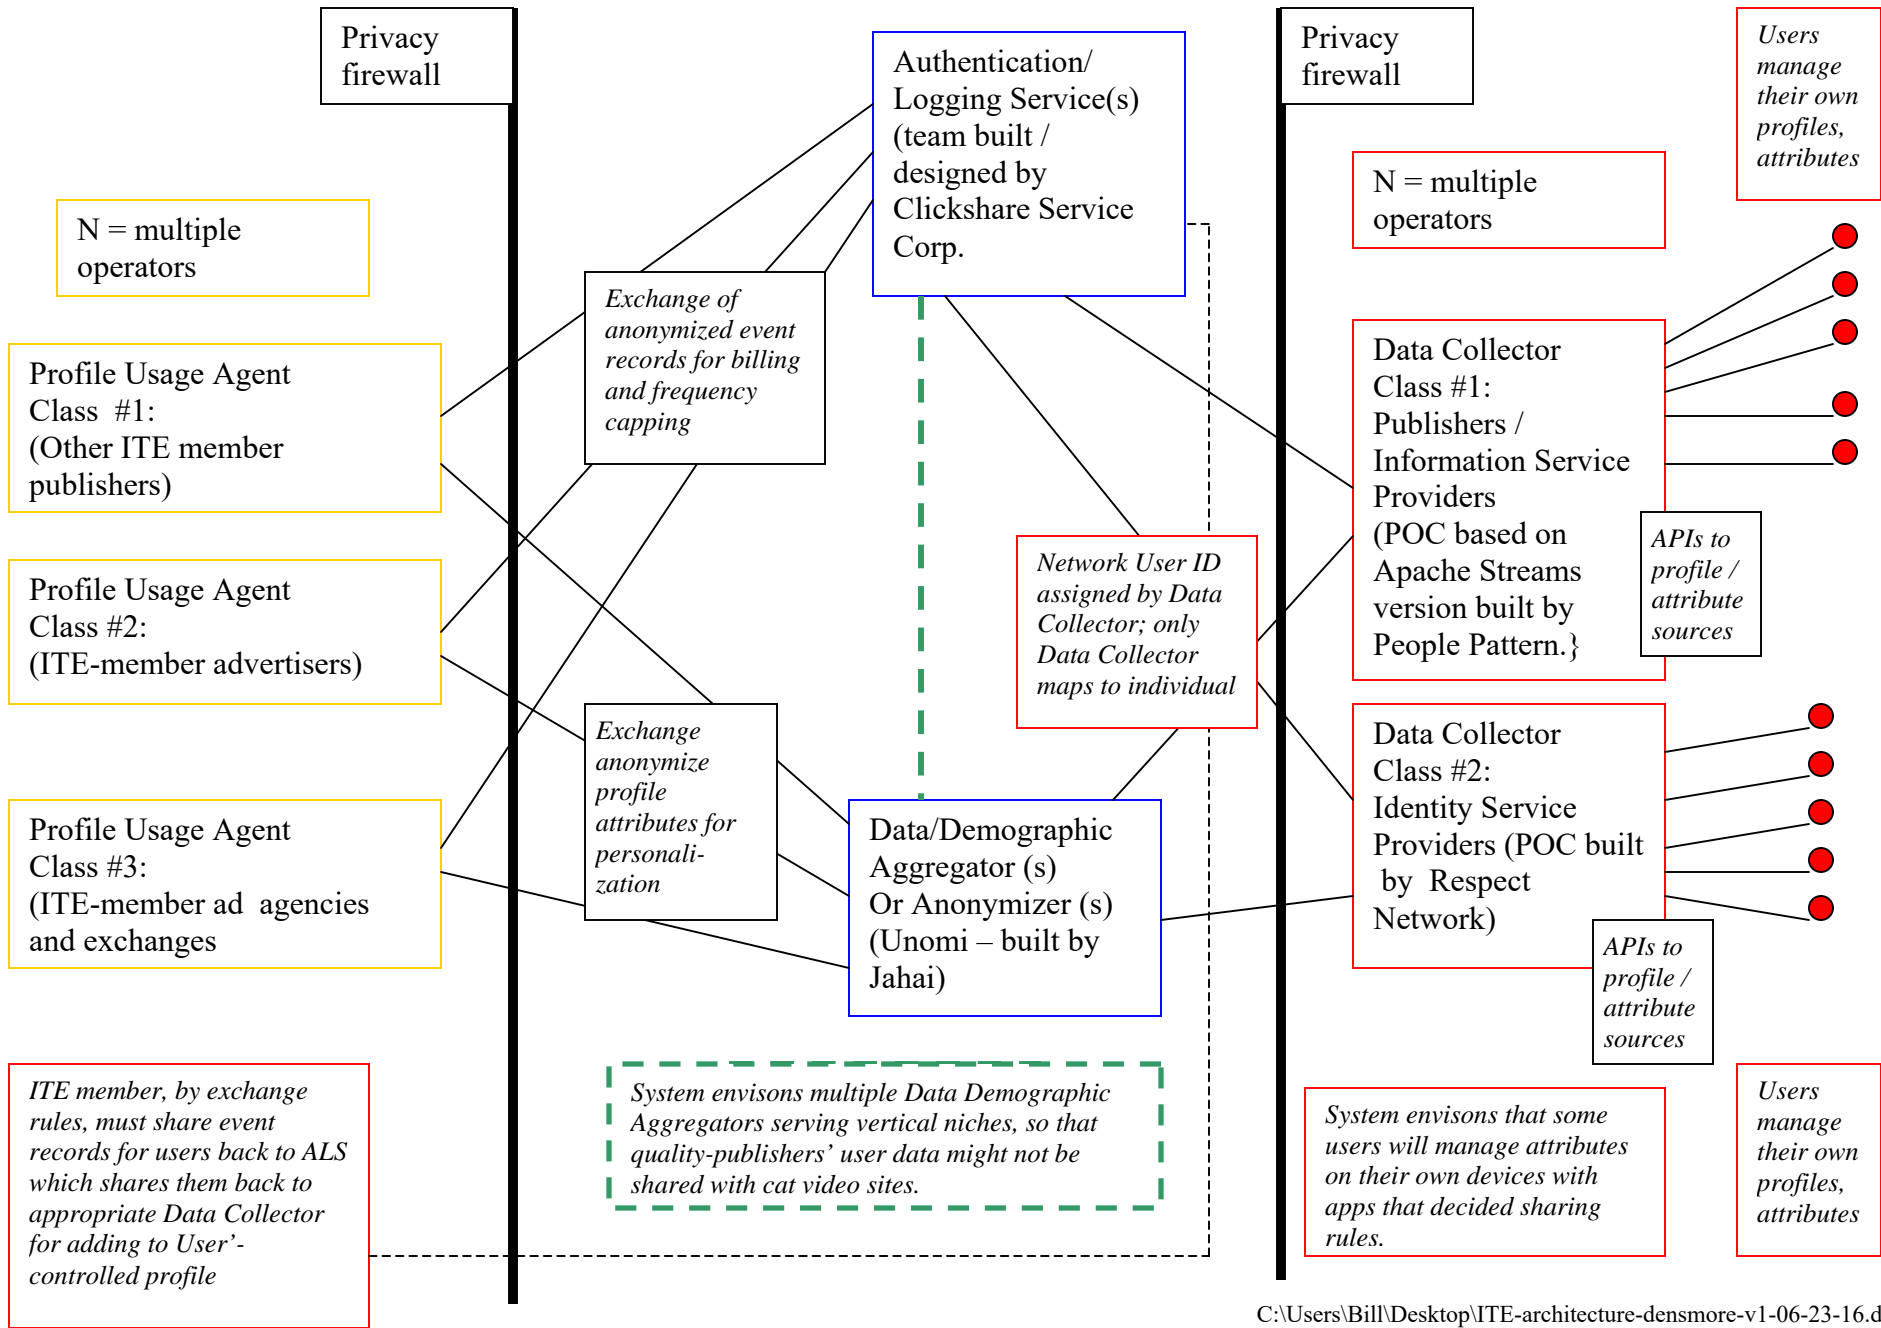 Privacy
firewall
Authentication/
Logging Service(s)
(team built /
designed by
Clickshare Service
Corp.
Privacy
firewall
Users
manage
their own
profiles,
attributes
N = multiple
operators
N = multiple
operators
Exchange of
anonymized event
records for billing
and frequency
capping
Profile Usage Agent
Class  #1:
(Other ITE member
publishers)
Data Collector
Class #1:
Publishers /
Information Service
Providers
(POC based on
Apache Streams
version built by
People Pattern.}
APIs to
profile /
attribute
sources
Network User ID
assigned by Data
Collector; only
Data Collector
maps to individual
Profile Usage Agent
Class #2:
(ITE-member advertisers)
Exchange
anonymize
profile
attributes for
personali-
zation
Data Collector
Class #2:
Identity Service
Providers (POC built
by  Respect
Network)
Profile Usage Agent
Class #3:
(ITE-member ad  agencies
and exchanges
Data/Demographic
Aggregator (s)
Or Anonymizer (s)
(Unomi – built by
Jahai)
APIs to
profile /
attribute
sources
ITE member, by exchange
rules, must share event
records for users back to ALS
which shares them back to
appropriate Data Collector
for adding to User’-
controlled profile
System envisons multiple Data Demographic
Aggregators serving vertical niches, so that
quality-publishers’ user data might not be
shared with cat video sites.
System envisons that some
users will manage attributes
on their own devices with
apps that decided sharing
rules.
Users
manage
their own
profiles,
attributes
C:\Users\Bill\Desktop\ITE-architecture-densmore-v1-06-23-16.d